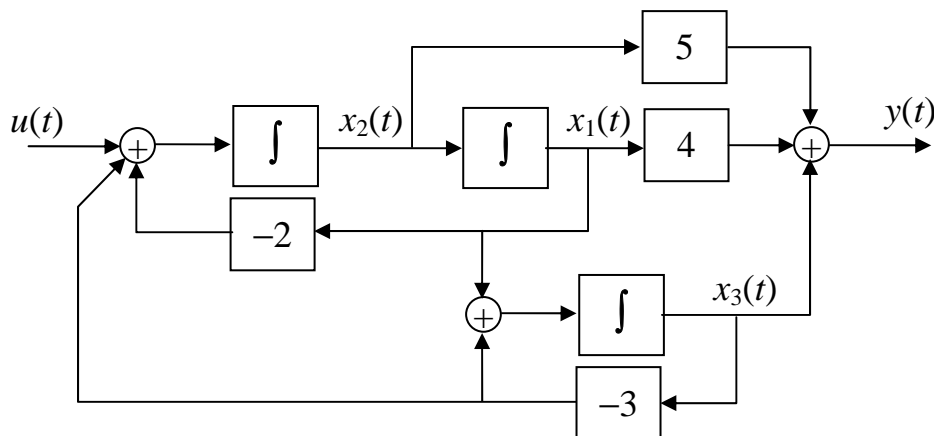 5
u(t)
x₂(t)
x₁(t)
y(t)
+
∫
∫
4
+
−2
x₃(t)
+
∫
−3